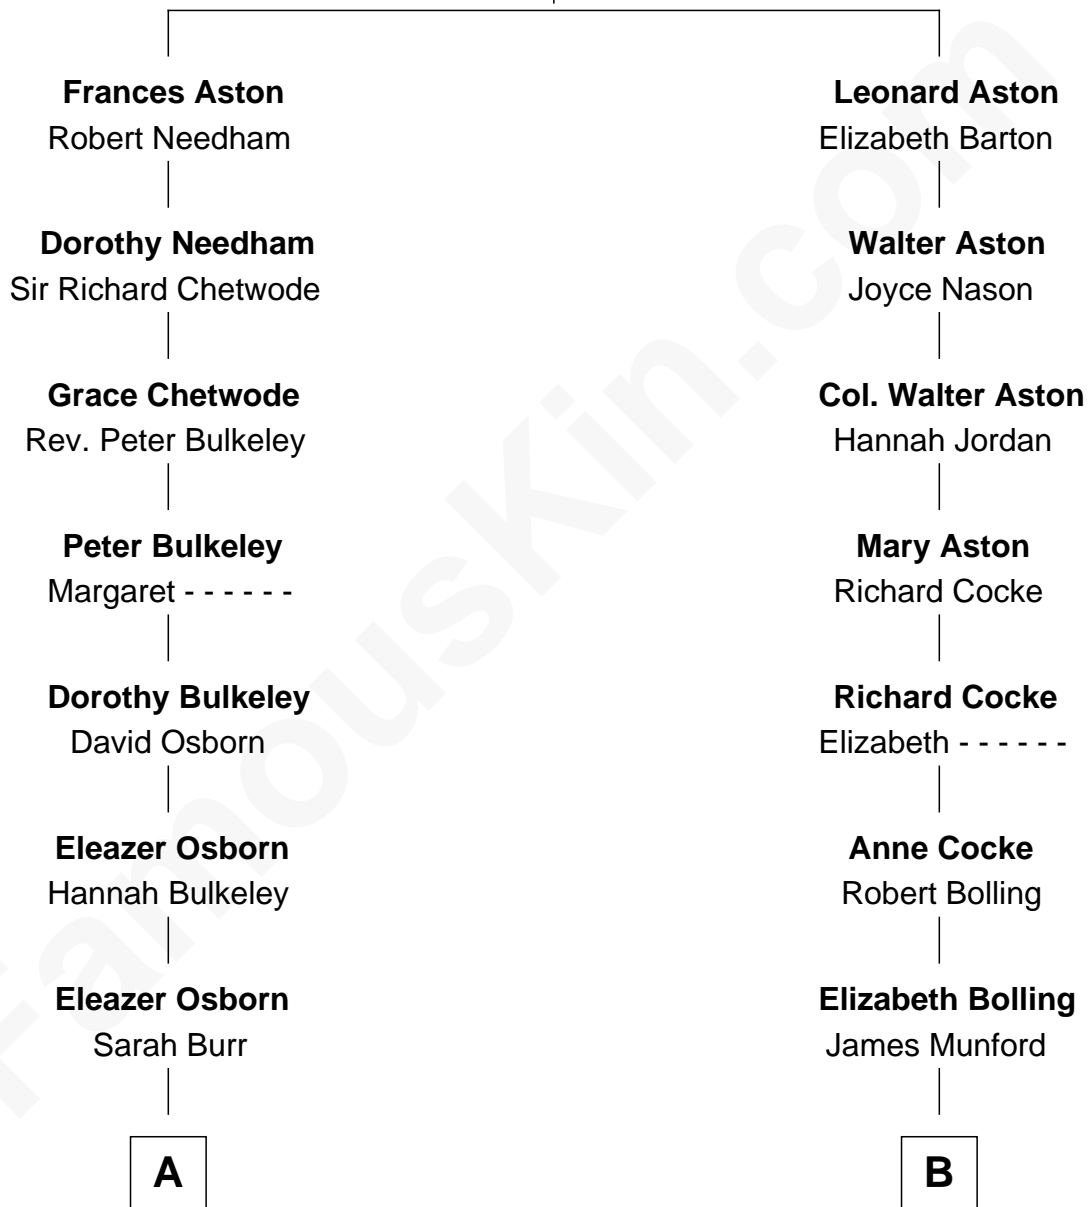 Frances Aston
Robert Needham
Dorothy Needham
Sir Richard Chetwode
Grace Chetwode
Rev. Peter Bulkeley
Peter Bulkeley
Margaret - - - - - -
Dorothy Bulkeley
David Osborn
Eleazer Osborn
Hannah Bulkeley
Eleazer Osborn
Sarah Burr
A
Leonard Aston
Elizabeth Barton
Walter Aston
Joyce Nason
Col. Walter Aston
Hannah Jordan
Mary Aston
Richard Cocke
Richard Cocke
Elizabeth - - - - - -
Anne Cocke
Robert Bolling
Elizabeth Bolling
James Munford
B
FamousKin.com